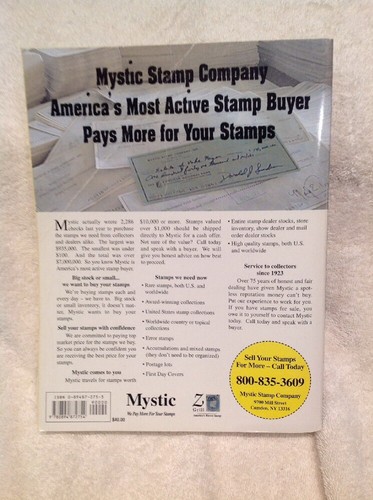 Mystic Stamp Company
America's Most Active Stamp Buyer
Pays More for Your Stamps
Mystic actually wrote 2,286
checks last year to purchase
the stamps we need from collectors
and dealers alike. The largest was
$935,000. The smallest was under
$100. And the total was over
$7,000,000. So you know Mystic is
America's most active stamp buyer.
Big stock or small..
we want to buy your stamps
We're buying stamps each and
every day - we have to. Big stock
or small inventory, it doesn't mat-
ter. Mystic wants to buy your
stamps.
Sell your stamps with confidence
We are committed to paying top
market price for the stamps we buy.
So you can always be confident you
are receiving the best price for your
stamps.
Mystic comes to you
Mystic travels for stamps worth
$10,000 or more. Stamps valued
over $1,000 should be shipped
directly to Mystic for a cash offer.
Not sure of the value? Call today
and speak with a buyer. We will
give you honest advice on how best
to proceed.
Stamps we need now
• Rare stamps, both U.S. and
worldwide
• Award-winning collections
• United States stamp collections
• Worldwide country or topical
collections
• Error stamps
• Accumulations and mixed stamps
(they don't need to be organized)
• Postage lots
• First Day Covers
• Entire stamp dealer stocks, store
inventory, show dealer and mail
order dealer stocks
• High quality stamps, both U.S.
and worldwide
Service to collectors
since 1923
Over 75 years of honest and fair
dealing have given Mystic a spot-
less reputation money can't buy.
Put our experience to work for you.
If you have stamps for sale, you
owe it to yourself to contact Mystic
today. Call today and speak with a
buyer.
Sell Your Stamps
For More – Call Today
800-835-3609
Mystic Stamp Company
9700 Mill Street
Camden, NY 13316
ISBN 0-89487-275-5
90000
Mystic
We Pay More For Your Stamps
$40.00